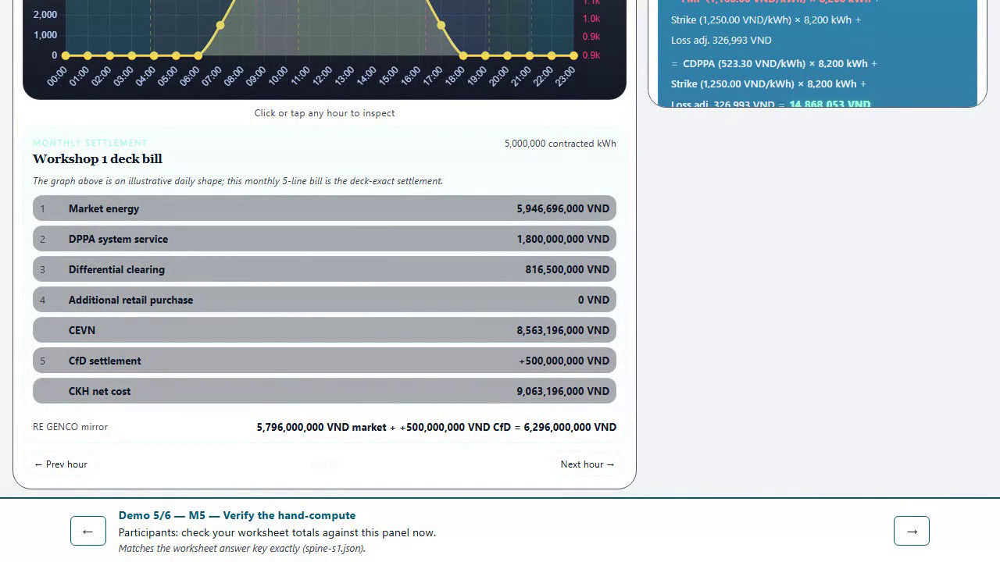 2,000
1,000
0
1.1k
1.0k
0.9k
0.9k
00:00 01:00 02:00 03:00 04:00 05:00 06:00 07:00 08:00 09:00 10:00 11:00 12:00 13:00 14:00 15:00 16:00 17:00 18:00 19:00 20:00 21:00 22:00 23:00
Click or tap any hour to inspect
MONTHLY SETTLEMENT
5,000,000 contracted kWh
Workshop 1 deck bill
The graph above is an illustrative daily shape; this monthly 5-line bill is the deck-exact settlement.
1 Market energy 5,946,696,000 VND
2 DPPA system service 1,800,000,000 VND
3 Differential clearing 816,500,000 VND
4 Additional retail purchase 0 VND
CEVN 8,563,196,000 VND
5 CfD settlement +500,000,000 VND
CKH net cost 9,063,196,000 VND
RE GENCO mirror 5,796,000,000 VND market + +500,000,000 VND CfD = 6,296,000,000 VND
← Prev hour
Next hour →
Strike (1,250.00 VND/kWh) × 8,200 kWh +
Loss adj. 326,993 VND
= CDPPA (523.30 VND/kWh) × 8,200 kWh +
Strike (1,250.00 VND/kWh) × 8,200 kWh +
Loss adj. 326,993 VND = 14,868,053 VND
←
Demo 5/6 — M5 — Verify the hand-compute
Participants: check your worksheet totals against this panel now.
Matches the worksheet answer key exactly (spine-s1.json).
→